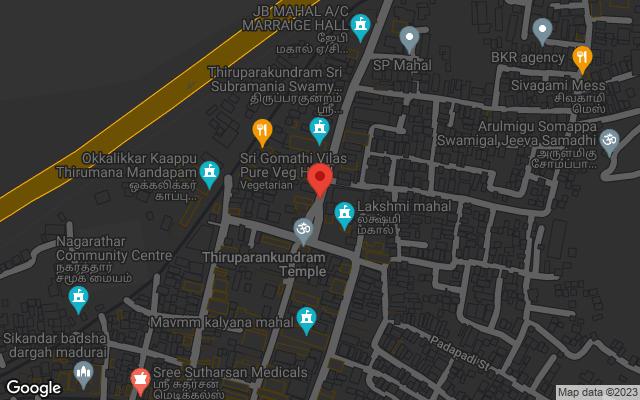 JB MAHAL A/C
MARRAIGE HALL
ஜேபி
மகால் ஏ/சி...
SP Mahal
BKR agency
Sivagami Mess
சிவகாமி
மெஸ்
Thiruparakundram Sri
Subramania Swamy...
திருப்பரகுன்றம்
ஸ்ரீ...
Arulmigu Somappa
Swamigal Jeeva Samadhi
அருள்மிகு
சோமப்பா...
Okkalikkar Kaappu
Thirumana Mandapam
ஒக்கலிக்கர்
காப்பு...
Sri Gomathi Vilas
Pure Veg H
Vegetarian
Lakshmi mahal
லக்ஷ்மி
மகால்
Nagarathar
Community Centre
நகரத்தார்
சமூக மையம்
Thiruparankundram
Temple
Mavmm kalyana mahal
Sikandar badsha
dargah madurai
Padapadi St
Sree Sutharsan Medicals
ஸ்ரீ சுதர்சன்
மெடிக்கல்ஸ்
Google
Map data ©2023